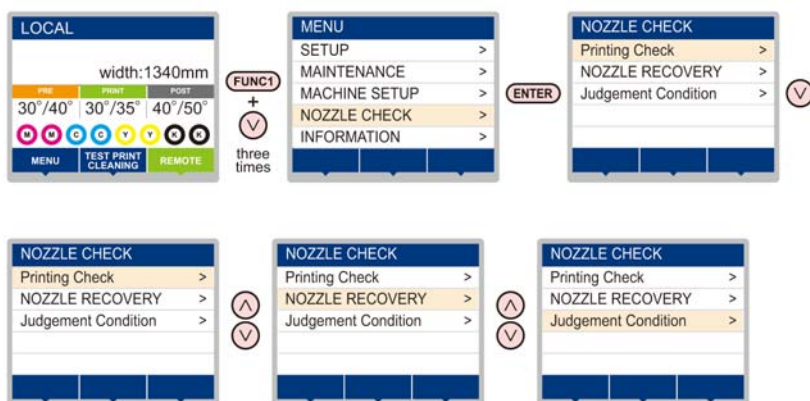 LOCAL
width:1340mm
PRE PRINT POST
30°/40° 30°/35° 40°/50°
M M C C Y Y K K
MENU TEST PRINT CLEANING REMOTE
FUNC1
+
three
times
MENU
SETUP >
MAINTENANCE >
MACHINE SETUP >
NOZZLE CHECK >
INFORMATION >
ENTER
NOZZLE CHECK
Printing Check >
NOZZLE RECOVERY >
Judgement Condition >
NOZZLE CHECK
Printing Check >
NOZZLE RECOVERY >
Judgement Condition >
NOZZLE CHECK
Printing Check >
NOZZLE RECOVERY >
Judgement Condition >
NOZZLE CHECK
Printing Check >
NOZZLE RECOVERY >
Judgement Condition >